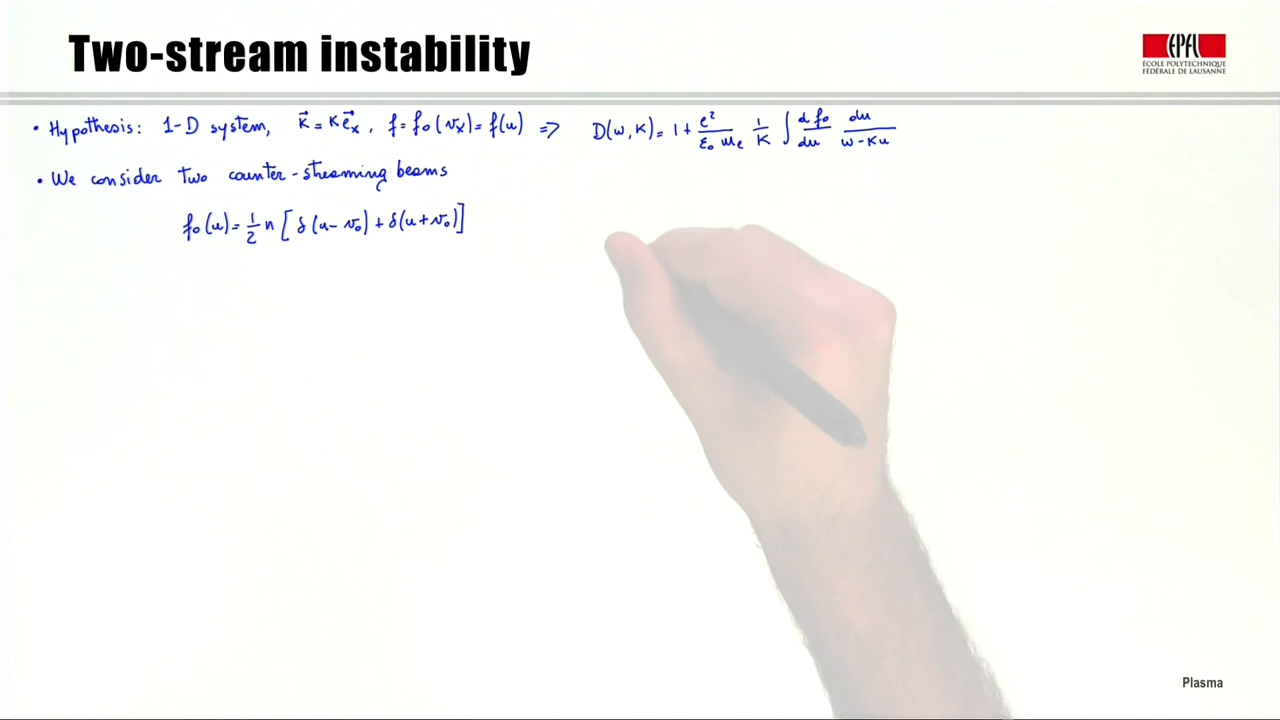 Two-stream instability
EPFL
ÉCOLE POLYTECHNIQUE
FÉDÉRALE DE LAUSANNE
• Hypothesis: 1-D system, k⃗ = K e⃗ₓ, f = f₀(vₓ) = f(u) => D(ω, K) = 1 + e²/(ε₀ mₑ) 1/K ∫ df₀/du du/(ω - Ku)
• We consider two counter-streaming beams
f₀(u) = 1/2 n [δ(u - v₀) + δ(u + v₀)]
Plasma